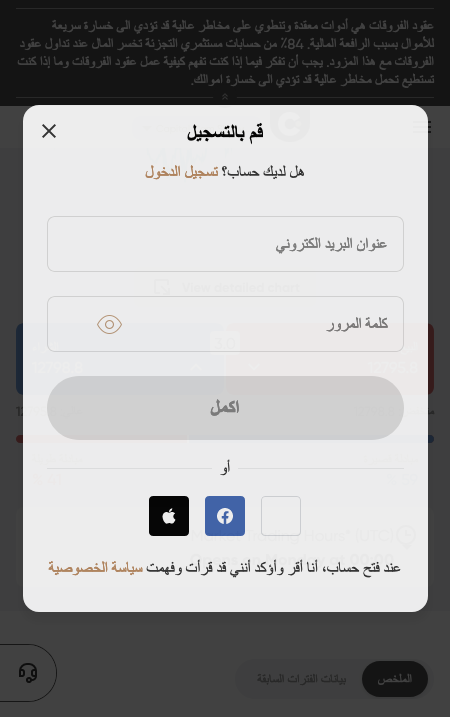 عقود الفروقات هي أدوات معقدة وتنطوي على مخاطر عالية قد تؤدي الى خسارة سريعة
للأموال بسبب الرافعة المالية. 84٪ من حسابات مستثمري التجزئة تخسر المال عند تداول عقود
الفروقات مع هذا المزود. يجب أن تفكر فيما إذا كنت تفهم كيفية عمل عقود الفروقات وما إذا كنت
تستطيع تحمل مخاطر عالية قد تؤدي الى خسارة اموالك.
قم بالتسجيل
هل لديك حساب؟ تسجيل الدخول
عنوان البريد الكتروني
كلمة المرور
اكمل
أو
عند فتح حساب، أنا أقر وأؤكد أنني قد قرأت وفهمت سياسة الخصوصية
الملخص
بيانات الفترات السابقة